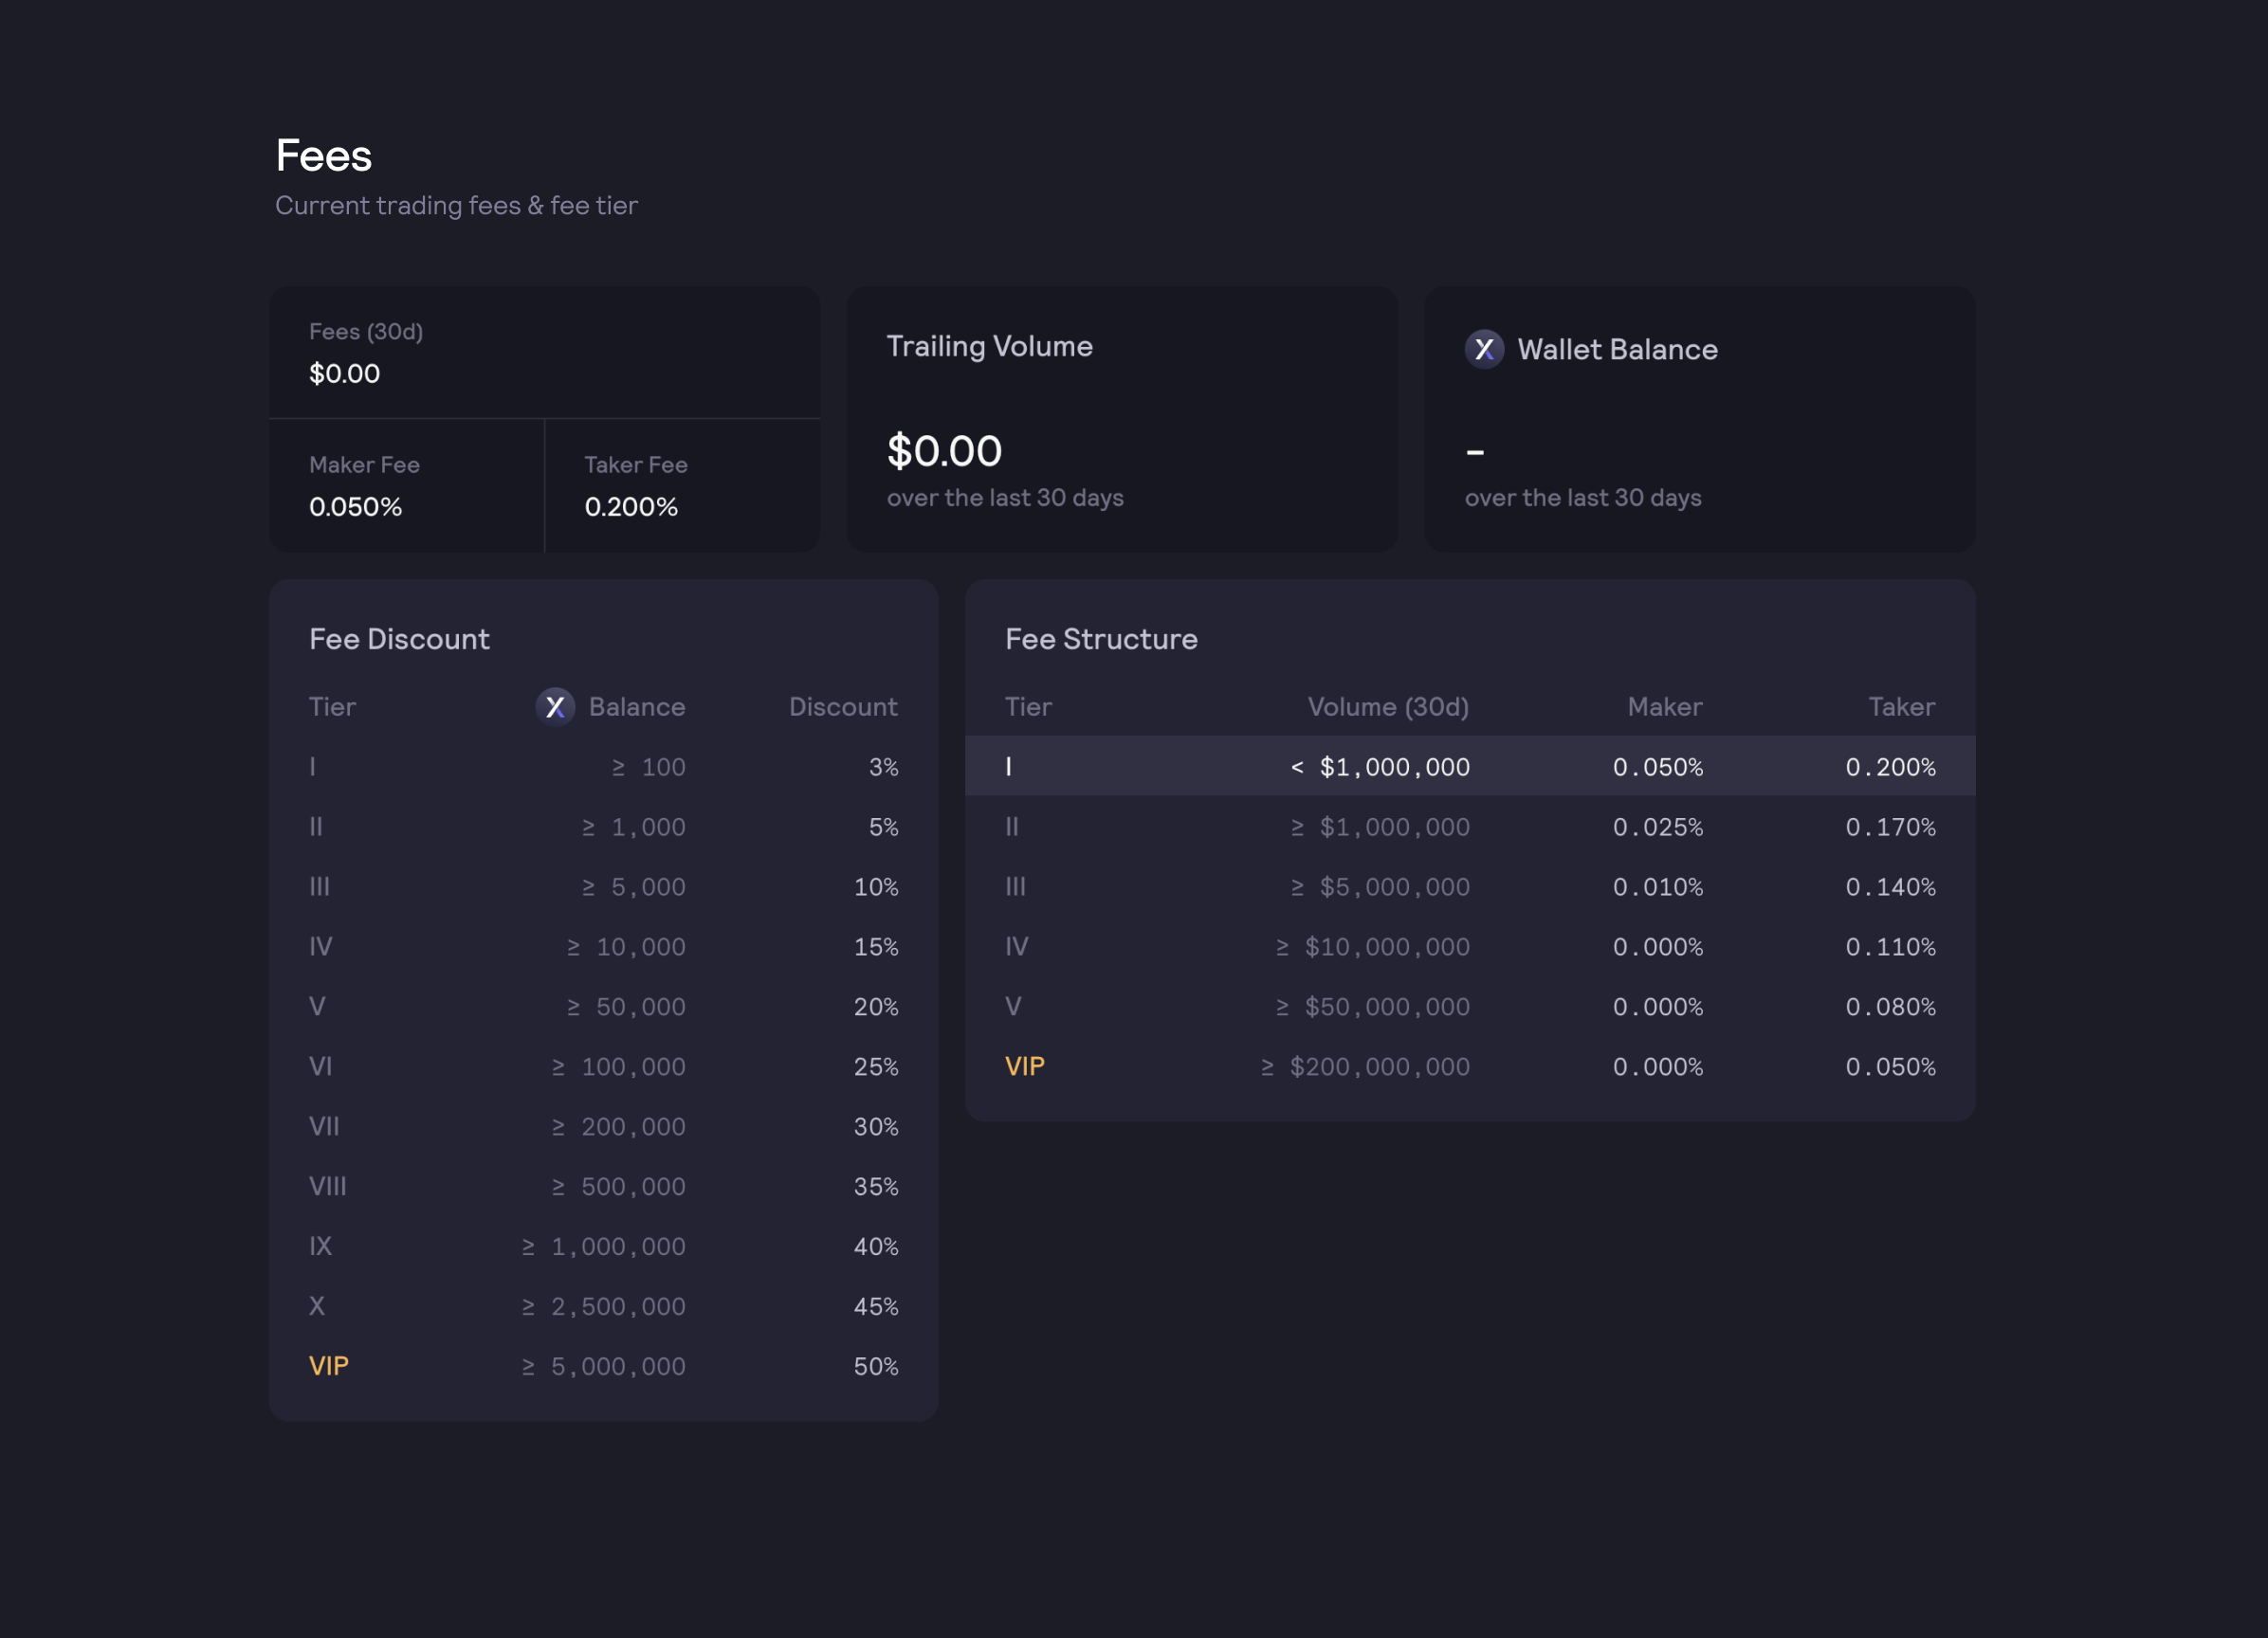 Fees
Current trading fees & fee tier
Fees (30d)
$0.00
Maker Fee
0.050%
Taker Fee
0.200%
Trailing Volume
$0.00
over the last 30 days
Wallet Balance
-
over the last 30 days
Fee Discount
Tier Balance Discount
I ≥ 100 3%
II ≥ 1,000 5%
III ≥ 5,000 10%
IV ≥ 10,000 15%
V ≥ 50,000 20%
VI ≥ 100,000 25%
VII ≥ 200,000 30%
VIII ≥ 500,000 35%
IX ≥ 1,000,000 40%
X ≥ 2,500,000 45%
VIP ≥ 5,000,000 50%
Fee Structure
Tier Volume (30d) Maker Taker
I < $1,000,000 0.050% 0.200%
II ≥ $1,000,000 0.025% 0.170%
III ≥ $5,000,000 0.010% 0.140%
IV ≥ $10,000,000 0.000% 0.110%
V ≥ $50,000,000 0.000% 0.080%
VIP ≥ $200,000,000 0.000% 0.050%